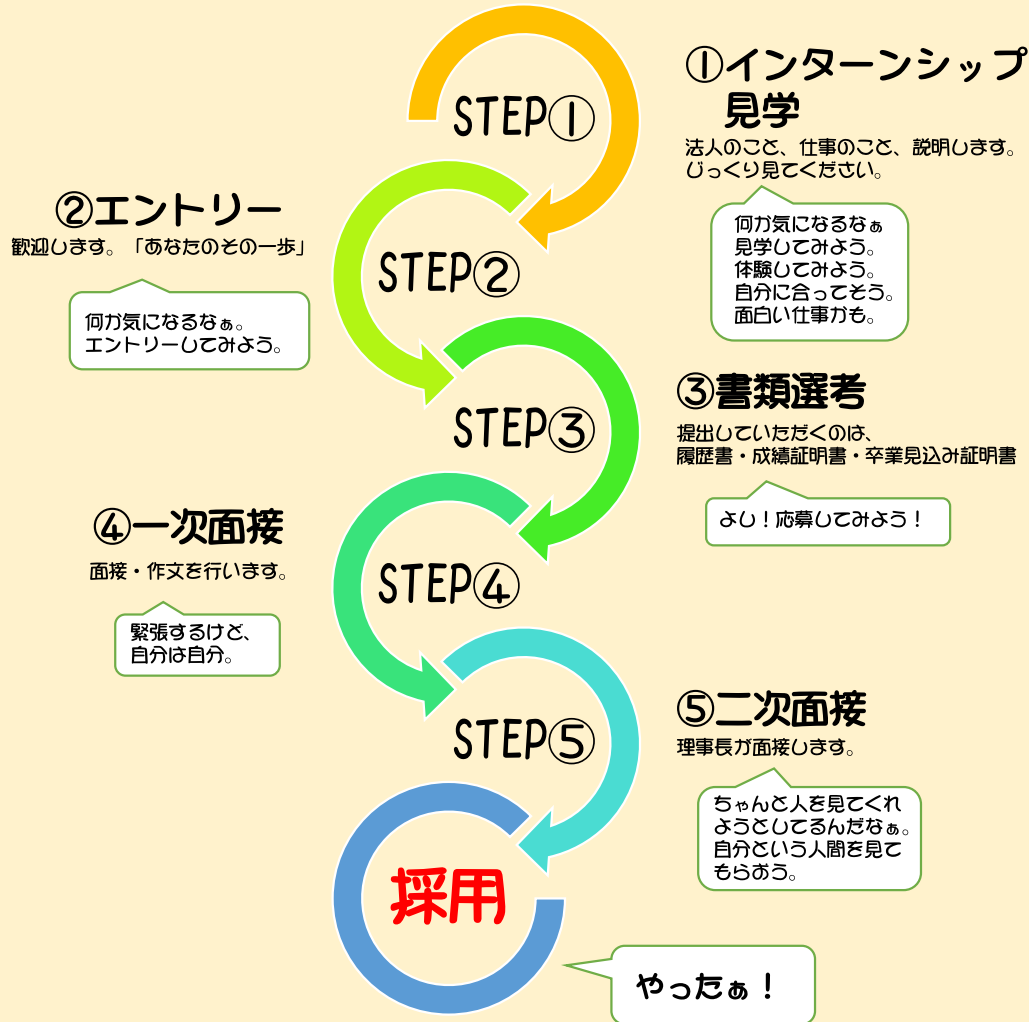 STEP①
①インターンシップ
見学
法人のこと、仕事のこと、説明します。
じっくり見てください。
何か気になるなぁ
見学してみよう。
体験してみよう。
自分に合ってそう。
面白い仕事かも。
STEP②
②エントリー
歓迎します。「あなたのその一歩」
何か気になるなぁ。
エントリーしてみよう。
STEP③
③書類選考
提出していただくのは、
履歴書・成績証明書・卒業見込み証明書
よし！応募してみよう！
STEP④
④一次面接
面接・作文を行います。
緊張するけど、
自分は自分。
STEP⑤
⑤二次面接
理事長が面接します。
ちゃんと人を見てくれ
ようとしてるんだなぁ。
自分という人間を見て
もらおう。
採用
やったぁ！